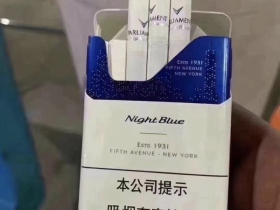 PARLIAMENT
ESTD 1931
FIFTH AVENUE
NEW YORK
Night Blue
ESTD 1931
FIFTH AVENUE - NEW YORK
本公司提示